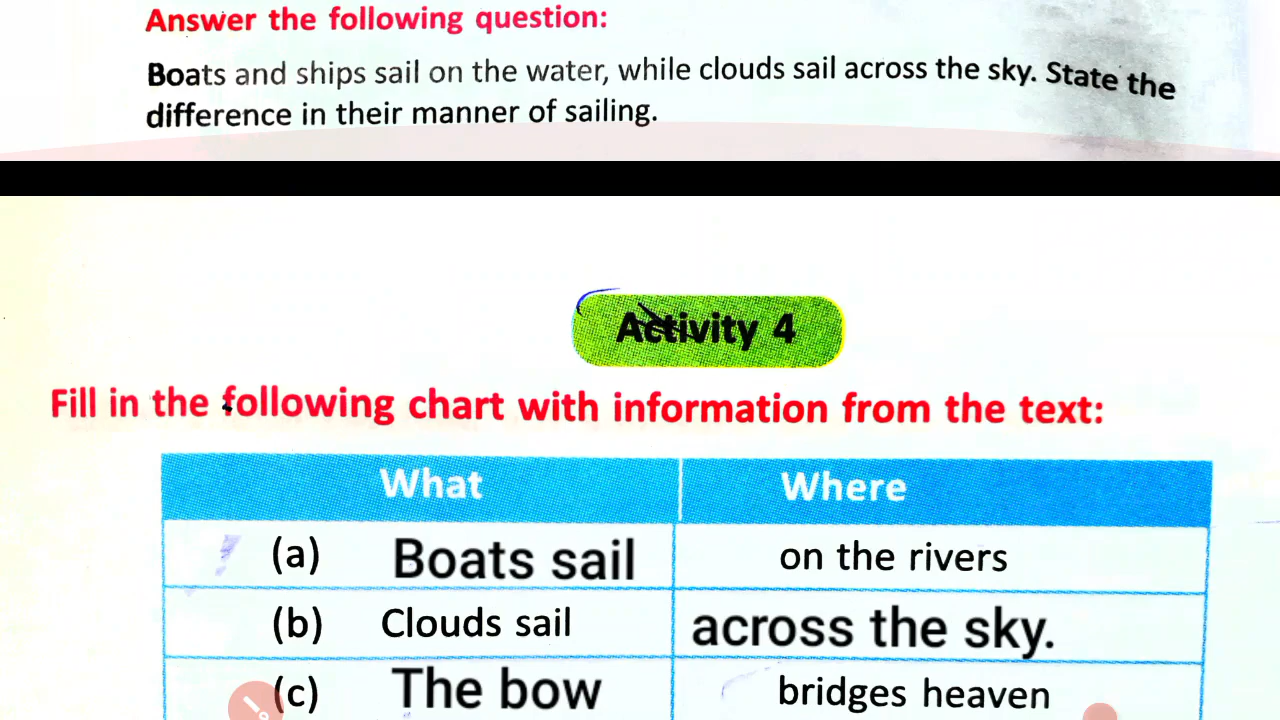 Answer the following question:
Boats and ships sail on the water, while clouds sail across the sky. State the
difference in their manner of sailing.
Activity 4
Fill in the following chart with information from the text:
What Where
(a) Boats sail on the rivers
(b) Clouds sail across the sky.
(c) The bow bridges heaven